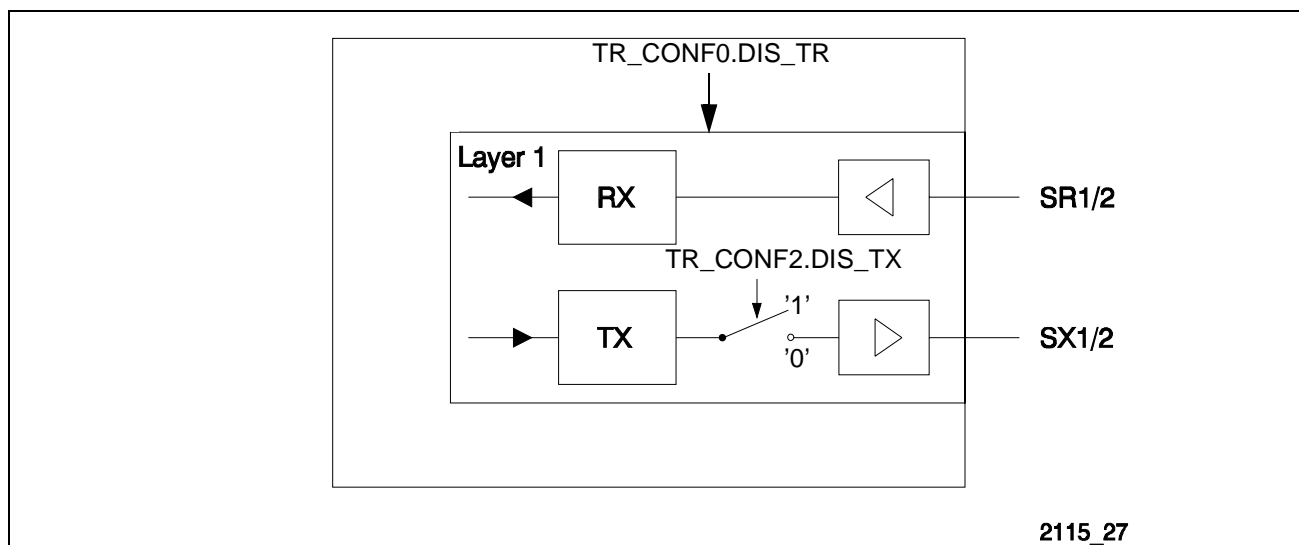 TR_CONF0.DIS_TR
Layer 1
RX
SR1/2
TR_CONF2.DIS_TX
’1’
TX
SX1/2
’0’
2115_27